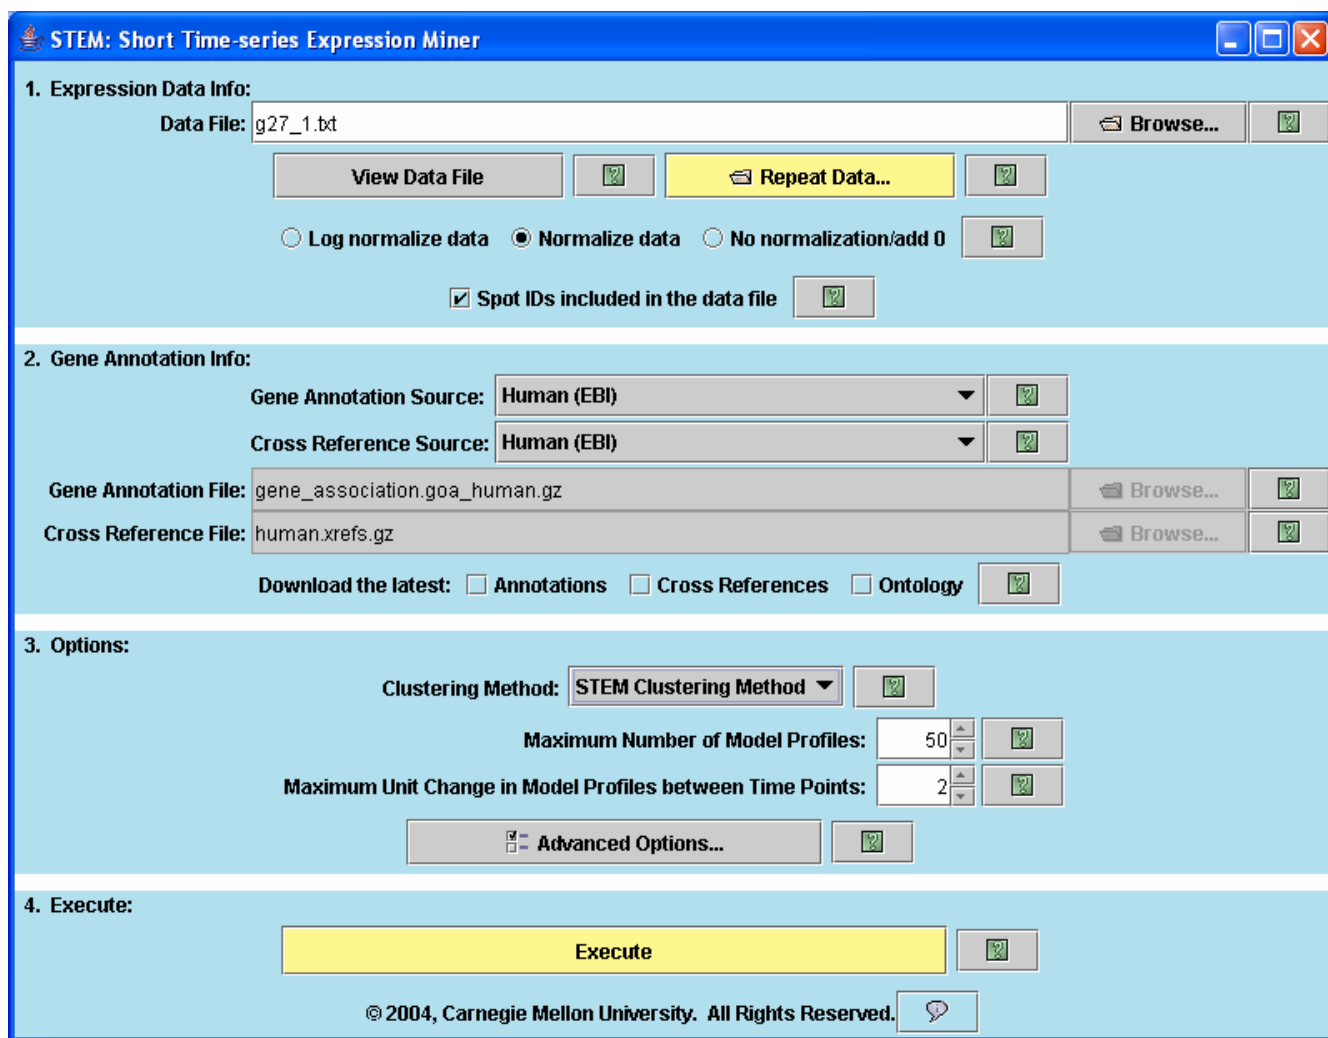 STEM: Short Time-series Expression Miner
1. Expression Data Info:
Data File: g27_1.txt Browse...
View Data File Repeat Data...
Log normalize data Normalize data No normalization/add 0
Spot IDs included in the data file
2. Gene Annotation Info:
Gene Annotation Source: Human (EBI)
Cross Reference Source: Human (EBI)
Gene Annotation File: gene_association.goa_human.gz Browse...
Cross Reference File: human.xrefs.gz Browse...
Download the latest: Annotations Cross References Ontology
3. Options:
Clustering Method: STEM Clustering Method
Maximum Number of Model Profiles: 50
Maximum Unit Change in Model Profiles between Time Points: 2
Advanced Options...
4. Execute:
Execute
© 2004, Carnegie Mellon University. All Rights Reserved.